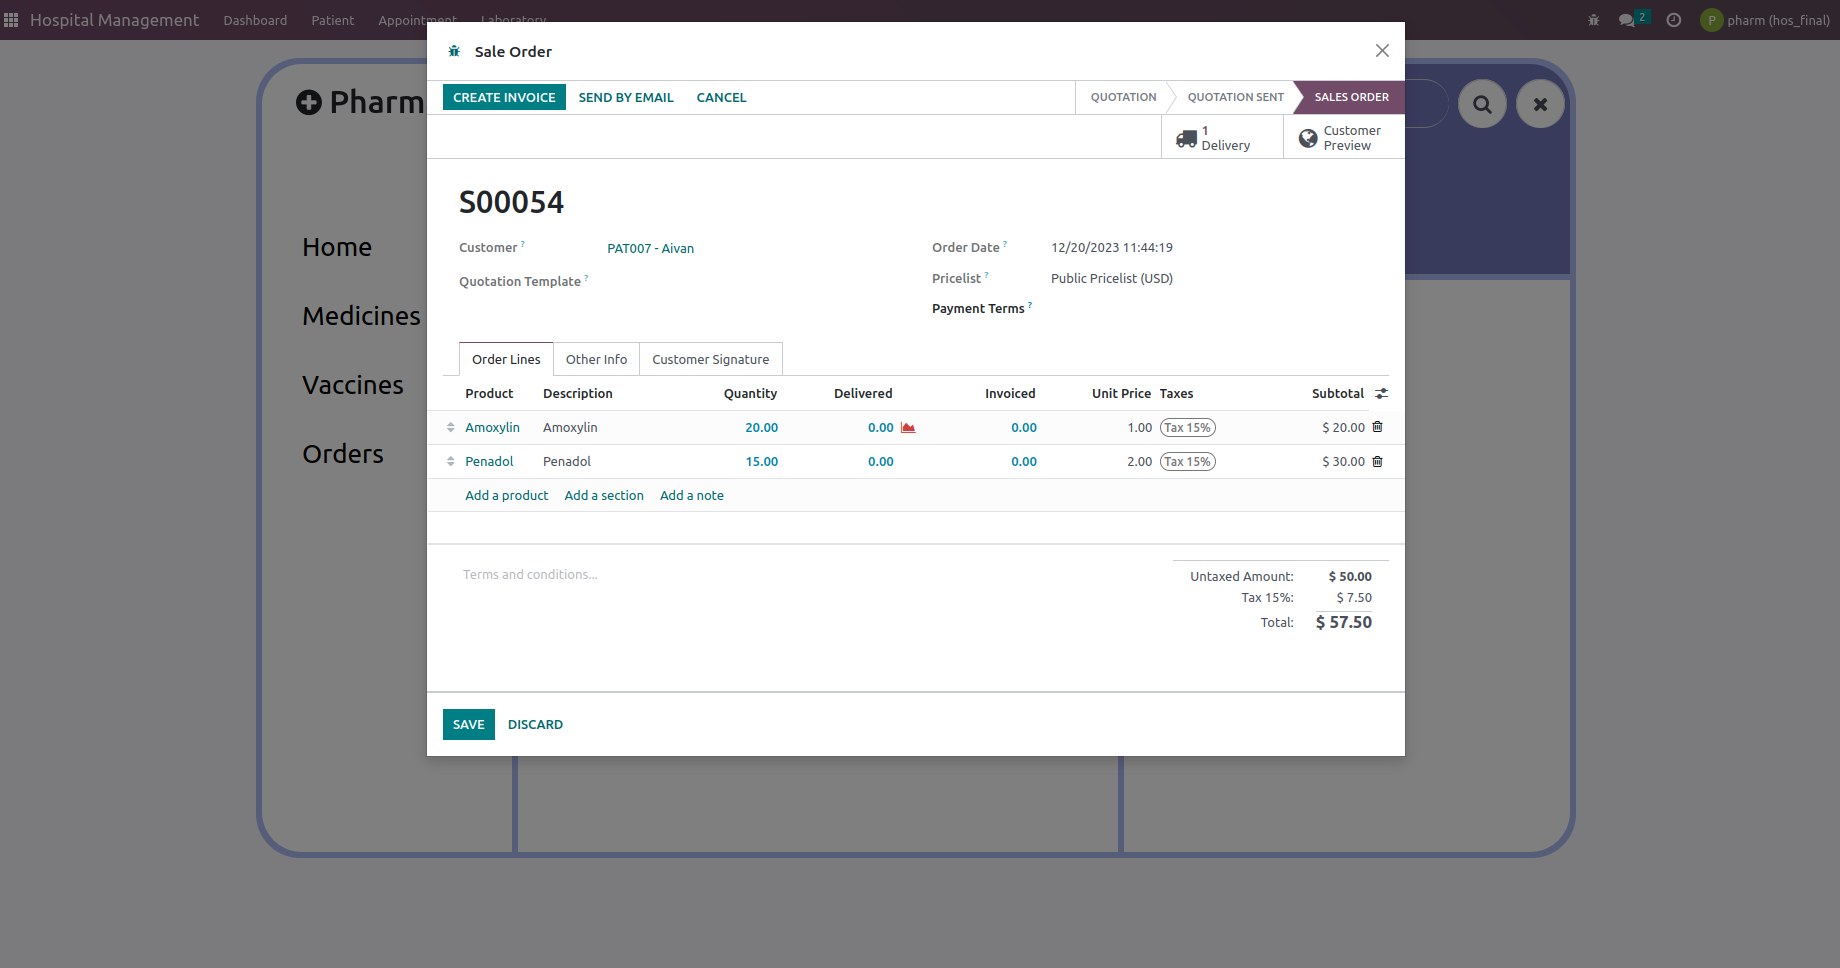 Hospital Management Dashboard Patient Appointment Laboratory 2 P pharm (hos_final)
Sale Order
Pharm
CREATE INVOICE SEND BY EMAIL CANCEL QUOTATION QUOTATION SENT SALES ORDER
1 Delivery Customer Preview
S00054
Home
Medicines
Vaccines
Orders
Customer ? PAT007 - Aivan Order Date ? 12/20/2023 11:44:19
Quotation Template ? Pricelist ? Public Pricelist (USD)
Payment Terms ?
Order Lines Other Info Customer Signature
Product Description Quantity Delivered Invoiced Unit Price Taxes Subtotal
Amoxylin Amoxylin 20.00 0.00 0.00 1.00 Tax 15% $ 20.00
Penadol Penadol 15.00 0.00 0.00 2.00 Tax 15% $ 30.00
Add a product Add a section Add a note
Terms and conditions...
Untaxed Amount: $ 50.00
Tax 15%: $ 7.50
Total: $ 57.50
SAVE DISCARD